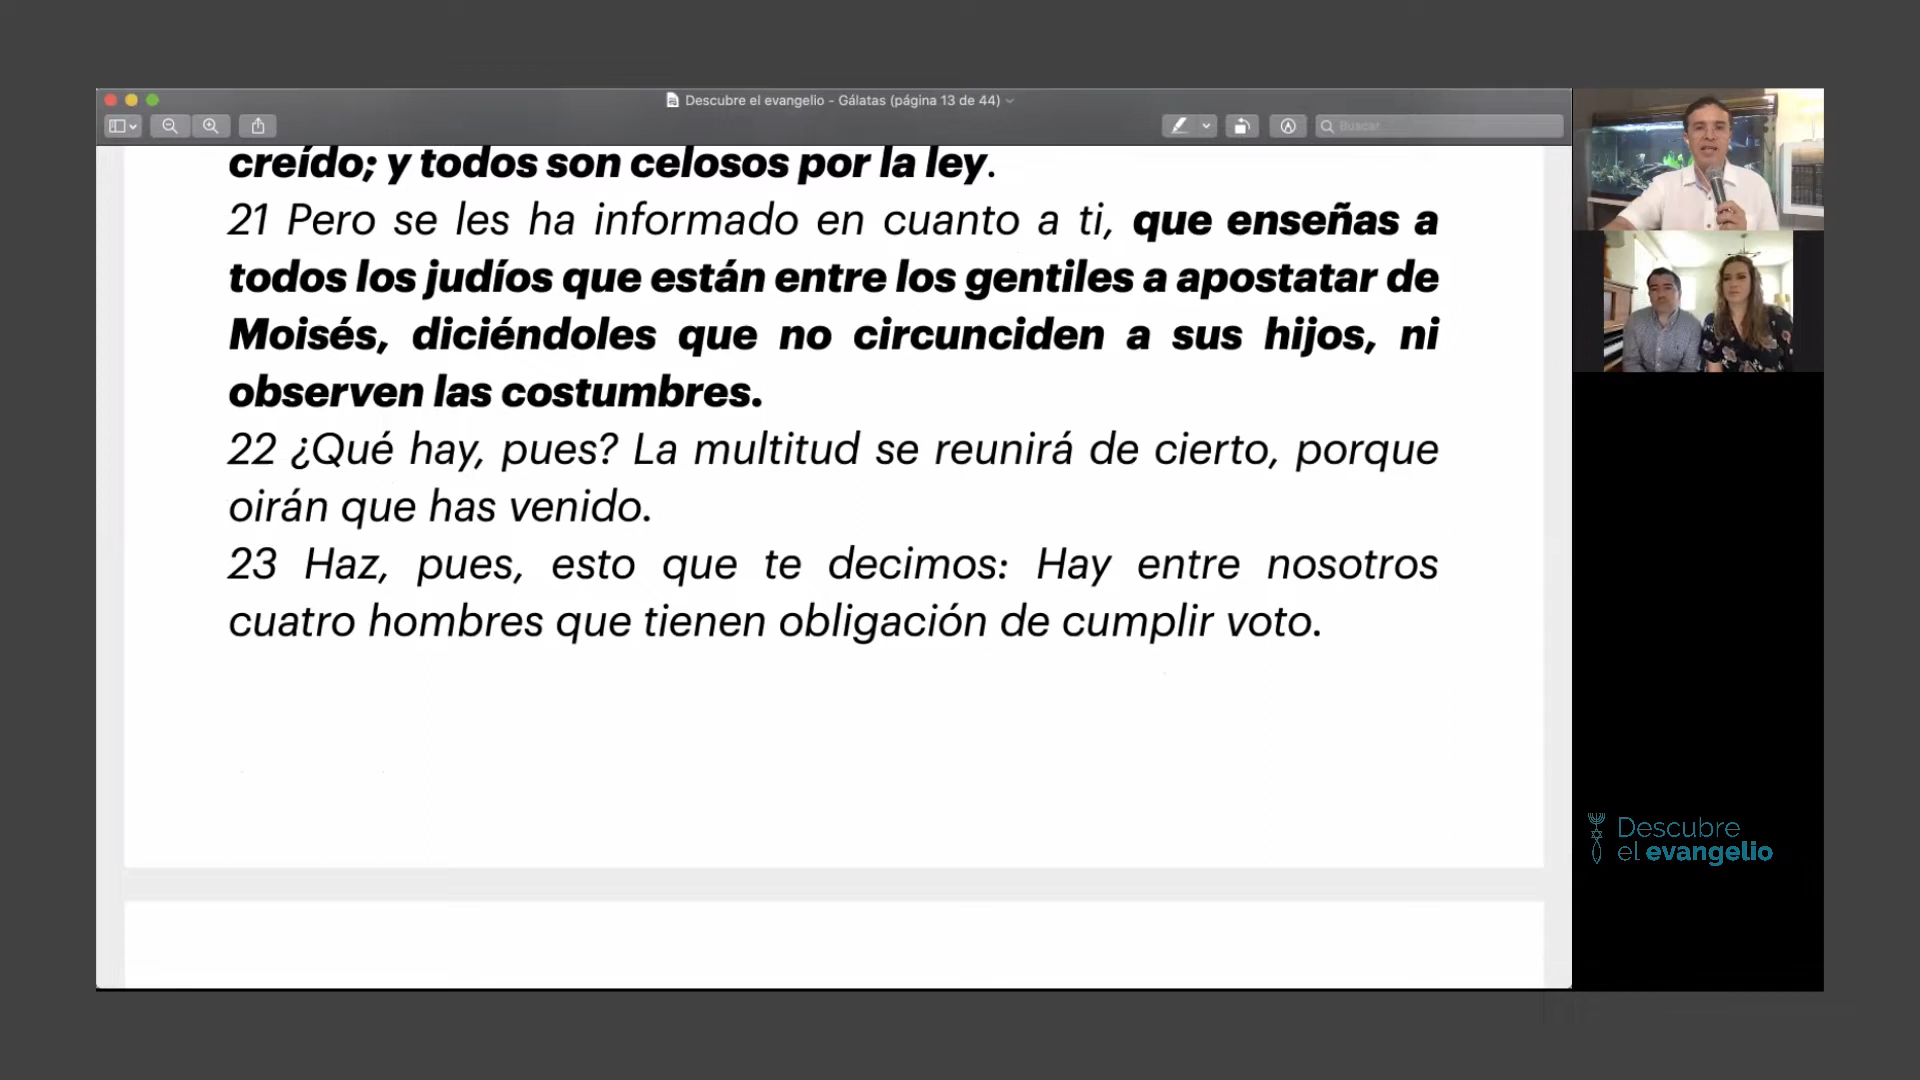 Descubre el evangelio - Gálatas (página 13 de 44)
Buscar
creído; y todos son celosos por la ley.
21 Pero se les ha informado en cuanto a ti, que enseñas a
todos los judíos que están entre los gentiles a apostatar de
Moisés, diciéndoles que no circunciden a sus hijos, ni
observen las costumbres.
22 ¿Qué hay, pues? La multitud se reunirá de cierto, porque
oirán que has venido.
23 Haz, pues, esto que te decimos: Hay entre nosotros
cuatro hombres que tienen obligación de cumplir voto.
Descubre
el evangelio